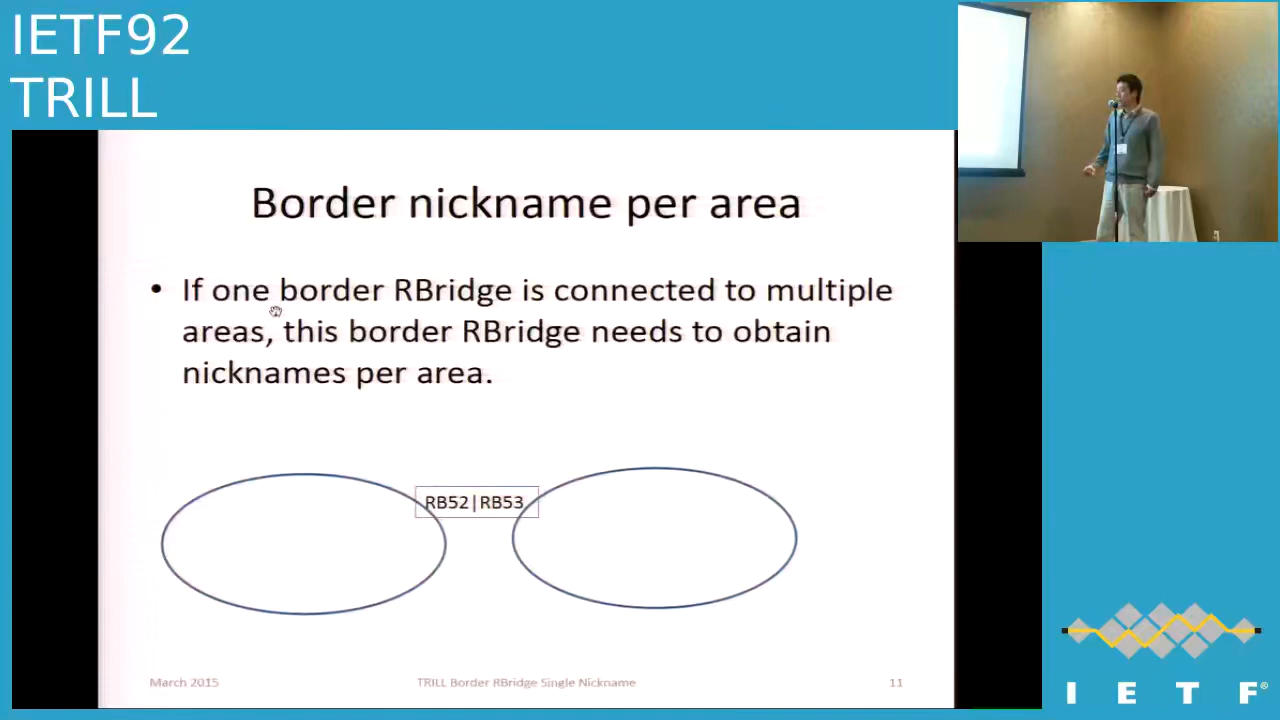 IETF92
TRILL
Border nickname per area
• If one border RBridge is connected to multiple
areas, this border RBridge needs to obtain
nicknames per area.
RB52|RB53
March 2015
TRILL Border RBridge Single Nickname
11
I E T F®